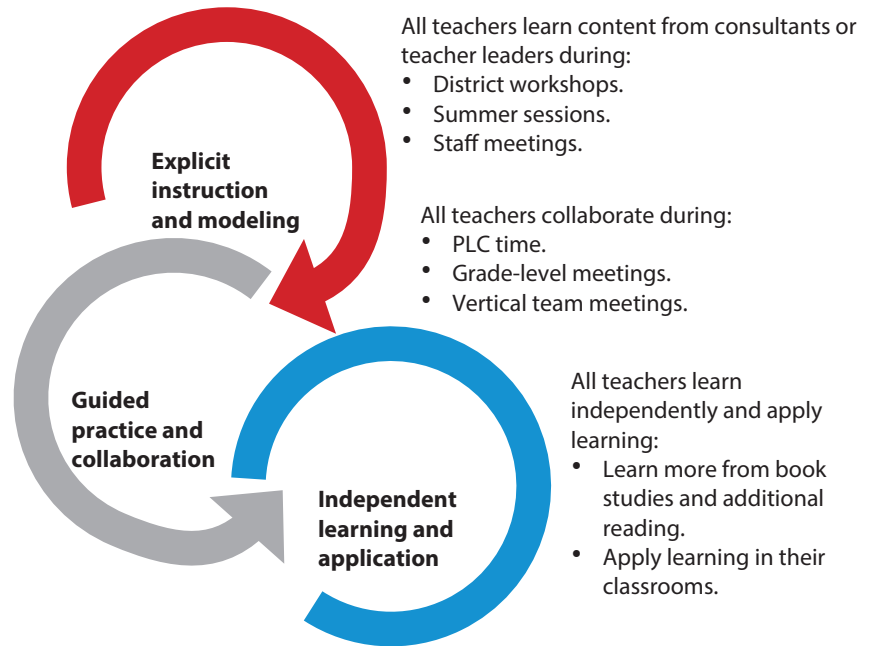 All teachers learn content from consultants or
teacher leaders during:
• District workshops.
• Summer sessions.
• Staff meetings.
Explicit
instruction
and modeling
All teachers collaborate during:
• PLC time.
• Grade-level meetings.
• Vertical team meetings.
Guided
practice and
collaboration
All teachers learn
independently and apply
learning:
• Learn more from book
studies and additional
reading.
• Apply learning in their
classrooms.
Independent
learning and
application